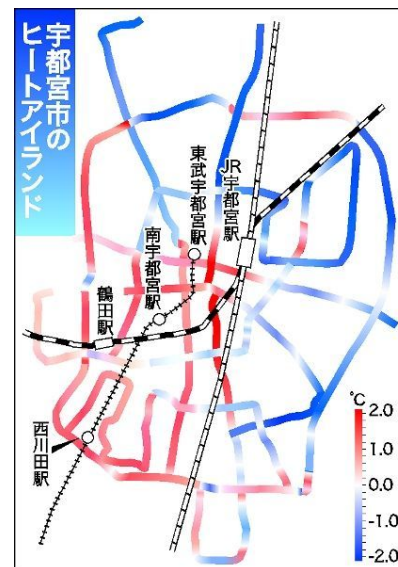 宇都宮市の
ヒートアイランド
JR宇都宮駅
東武宇都宮駅
南宇都宮駅
鶴田駅
西川田駅
℃
2.0
1.0
0.0
-1.0
-2.0